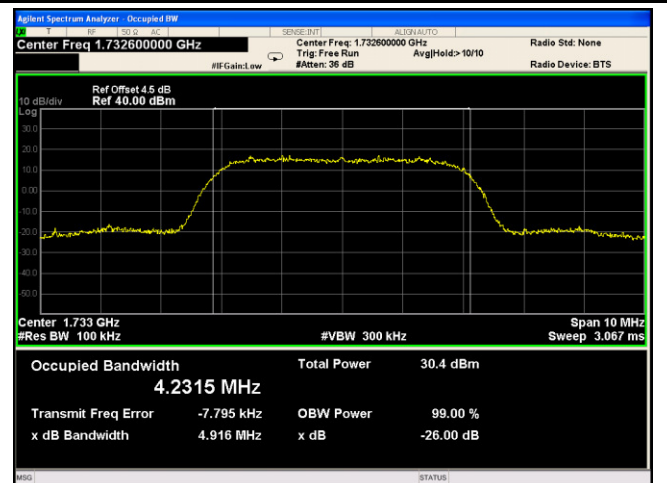 Agilent Spectrum Analyzer - Occupied BW
T RF 50 Ω AC SENSE:INT ALIGN AUTO
Center Freq 1.732600000 GHz
Center Freq: 1.732600000 GHz
Radio Std: None
Trig: Free Run Avg|Hold:> 10/10
#IFGain:Low #Atten: 36 dB Radio Device: BTS
Ref Offset 4.5 dB
10 dB/div Ref 40.00 dBm
Log
30.0
20.0
10.0
0.00
-10.0
-20.0
-30.0
-40.0
-50.0
Center 1.733 GHz Span 10 MHz
#Res BW 100 kHz #VBW 300 kHz Sweep 3.067 ms
Occupied Bandwidth Total Power 30.4 dBm
4.2315 MHz
Transmit Freq Error -7.795 kHz OBW Power 99.00 %
x dB Bandwidth 4.916 MHz x dB -26.00 dB
MSG STATUS